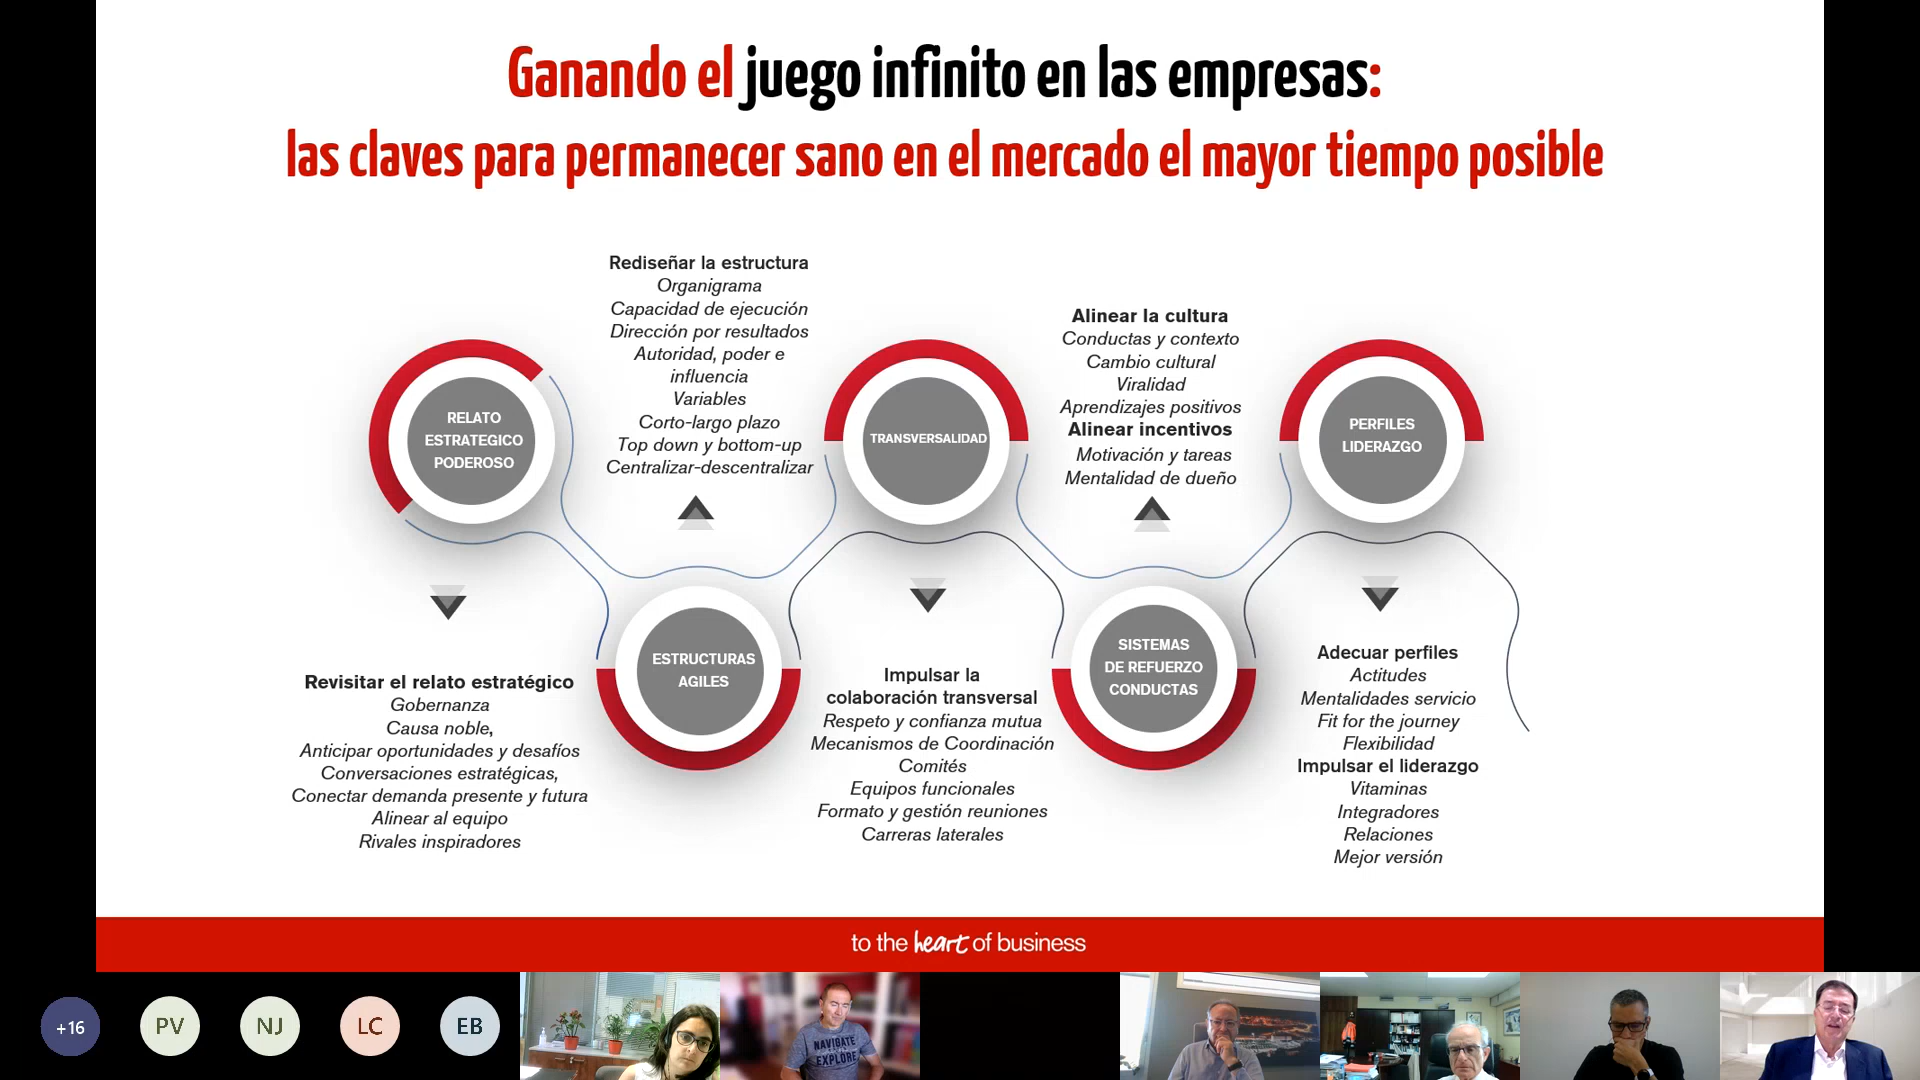 Ganando el juego infinito en las empresas:
las claves para permanecer sano en el mercado el mayor tiempo posible
RELATO
ESTRATEGICO
PODEROSO
Revisitar el relato estratégico
Gobernanza
Causa noble,
Anticipar oportunidades y desafíos
Conversaciones estratégicas,
Conectar demanda presente y futura
Alinear al equipo
Rivales inspiradores
Rediseñar la estructura
Organigrama
Capacidad de ejecución
Dirección por resultados
Autoridad, poder e
influencia
Variables
Corto-largo plazo
Top down y bottom-up
Centralizar-descentralizar
ESTRUCTURAS
AGILES
TRANSVERSALIDAD
Impulsar la
colaboración transversal
Respeto y confianza mutua
Mecanismos de Coordinación
Comités
Equipos funcionales
Formato y gestión reuniones
Carreras laterales
Alinear la cultura
Conductas y contexto
Cambio cultural
Viralidad
Aprendizajes positivos
Alinear incentivos
Motivación y tareas
Mentalidad de dueño
SISTEMAS
DE REFUERZO
CONDUCTAS
PERFILES
LIDERAZGO
Adecuar perfiles
Actitudes
Mentalidades servicio
Fit for the journey
Flexibilidad
Impulsar el liderazgo
Vitaminas
Integradores
Relaciones
Mejor versión
to the heart of business
+16
PV
NJ
LC
EB
NAVIGATE
EXPLORE